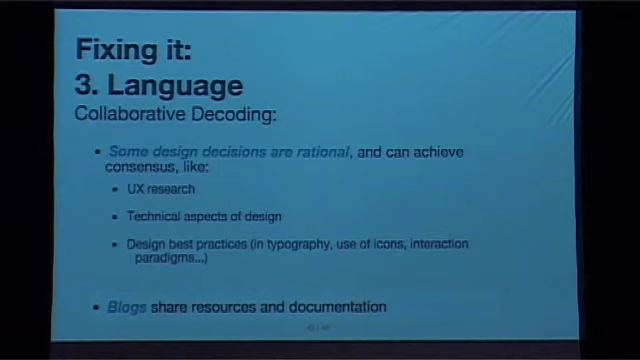 Fixing it:
3. Language
Collaborative Decoding:
• Some design decisions are rational, and can achieve
consensus, like:
▪ UX research
▪ Technical aspects of design
▪ Design best practices (in typography, use of icons, interaction
paradigms...)
• Blogs share resources and documentation